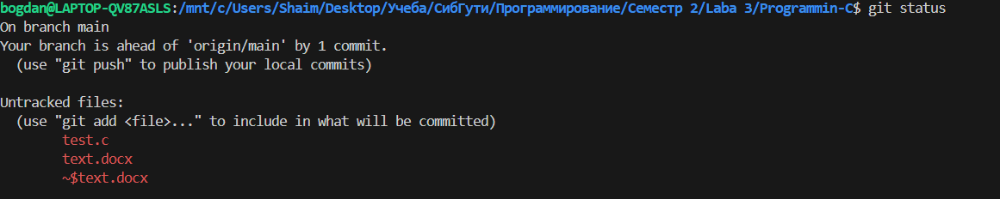 bogdan@LAPTOP-QV87ASLS:/mnt/c/Users/Shaim/Desktop/Учеба/СибГути/Программирование/Семестр 2/Laba 3/Programmin-C$ git status
On branch main
Your branch is ahead of 'origin/main' by 1 commit.
  (use "git push" to publish your local commits)

Untracked files:
  (use "git add <file>..." to include in what will be committed)
        test.c
        text.docx
        ~$text.docx